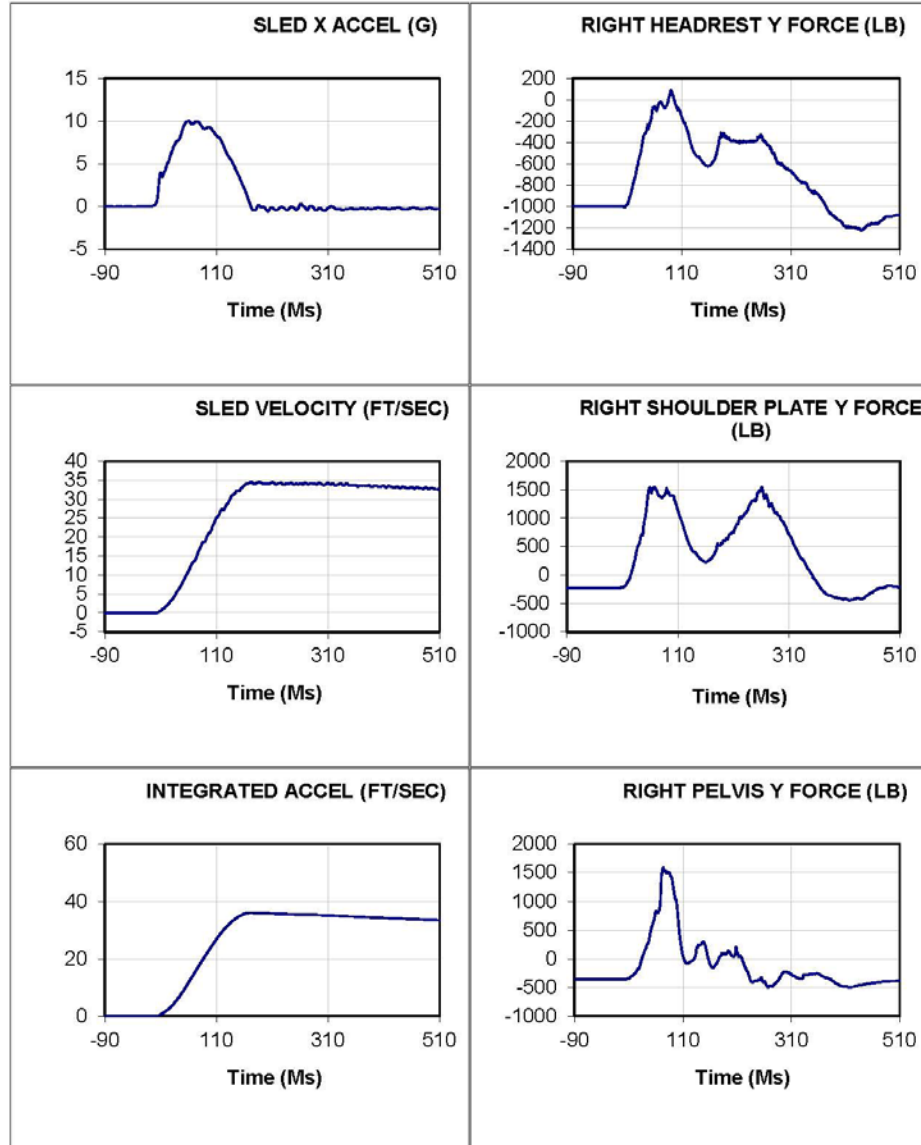 SLED X ACCEL (G)
15
10
5
0
-5
-90 110 310 510
Time (Ms)
RIGHT HEADREST Y FORCE (LB)
200
0
-200
-400
-600
-800
-1000
-1200
-1400
-90 110 310 510
Time (Ms)
SLED VELOCITY (FT/SEC)
40
35
30
25
20
15
10
5
0
-5
-90 110 310 510
Time (Ms)
RIGHT SHOULDER PLATE Y FORCE
(LB)
2000
1500
1000
500
0
-500
-1000
-90 110 310 510
Time (Ms)
INTEGRATED ACCEL (FT/SEC)
60
40
20
0
-90 110 310 510
Time (Ms)
RIGHT PELVIS Y FORCE (LB)
2000
1500
1000
500
0
-500
-1000
-90 110 310 510
Time (Ms)